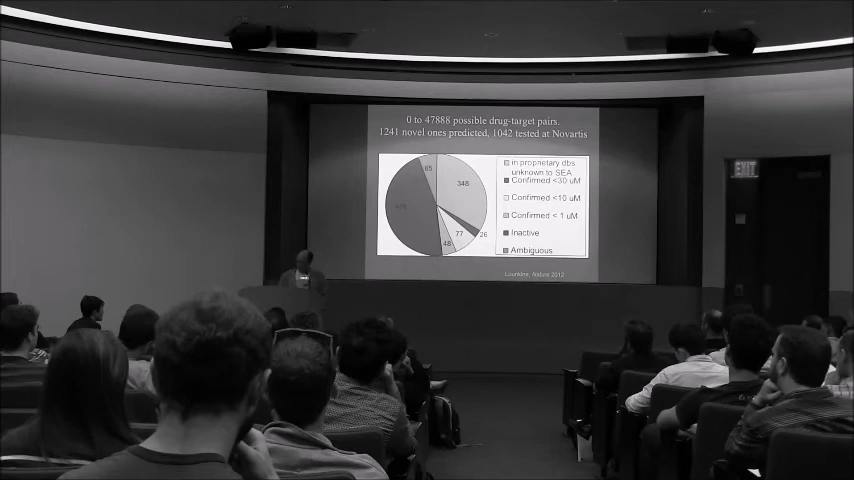 0 to 47888 possible drug-target pairs.
1241 novel ones predicted, 1042 tested at Novartis
65
348
26
77
48
in proprietary dbs
unknown to SEA
Confirmed <30 uM
Confirmed <10 uM
Confirmed < 1 uM
Inactive
Ambiguous
Lounkine, Nature 2012
EXIT